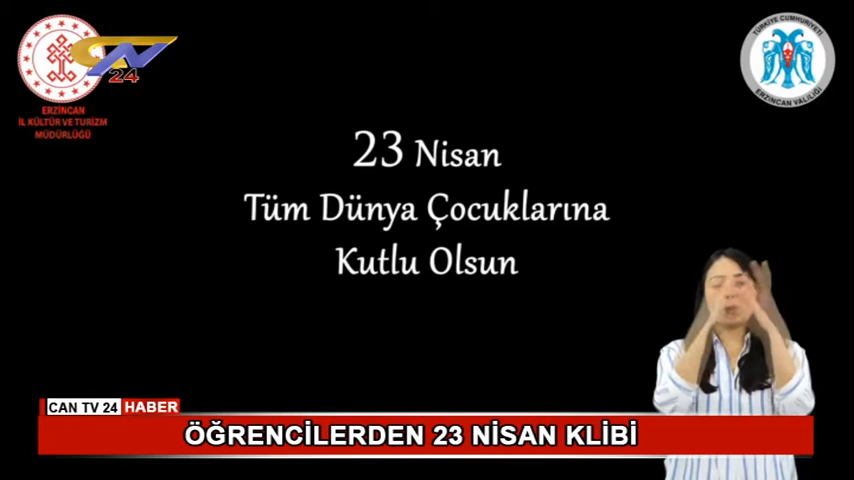 CAN 24
ERZİNCAN
İL KÜLTÜR VE TURİZM
MÜDÜRLÜĞÜ
TÜRKİYE CUMHURİYETİ
ERZİNCAN VALİLİĞİ
23 Nisan
Tüm Dünya Çocuklarına
Kutlu Olsun
CAN TV 24 HABER
ÖĞRENCİLERDEN 23 NİSAN KLİBİ